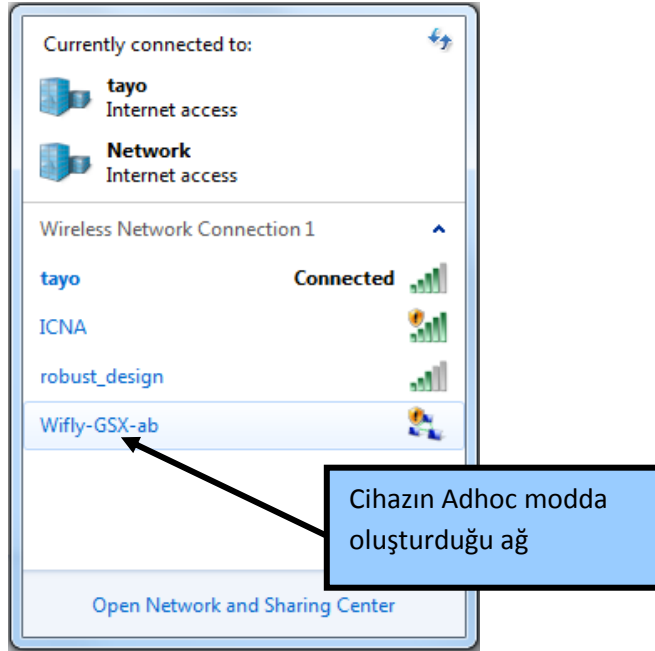 Currently connected to:
tayo
Internet access
Network
Internet access
Wireless Network Connection 1
tayo Connected
ICNA
robust_design
Wifly-GSX-ab
Cihazın Adhoc modda
oluşturduğu ağ
Open Network and Sharing Center